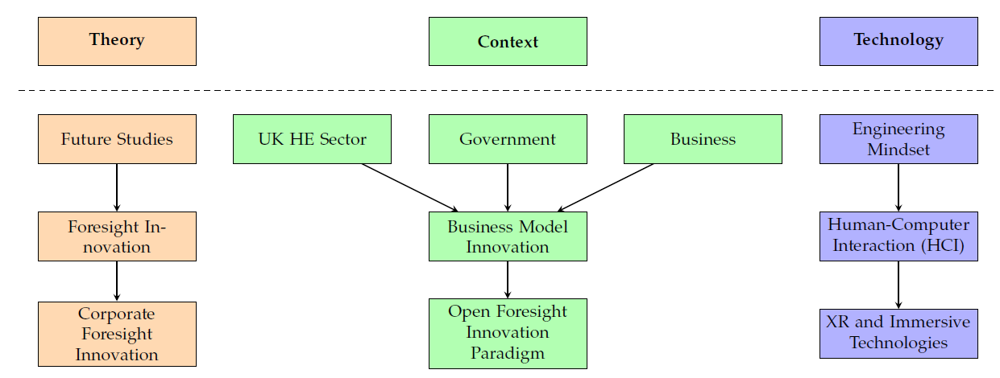 Theory
Context
Technology
Future Studies
UK HE Sector
Government
Business
Engineering
Mindset
Foresight In-
novation
Business Model
Innovation
Human-Computer
Interaction (HCI)
Corporate
Foresight
Innovation
Open Foresight
Innovation
Paradigm
XR and Immersive
Technologies